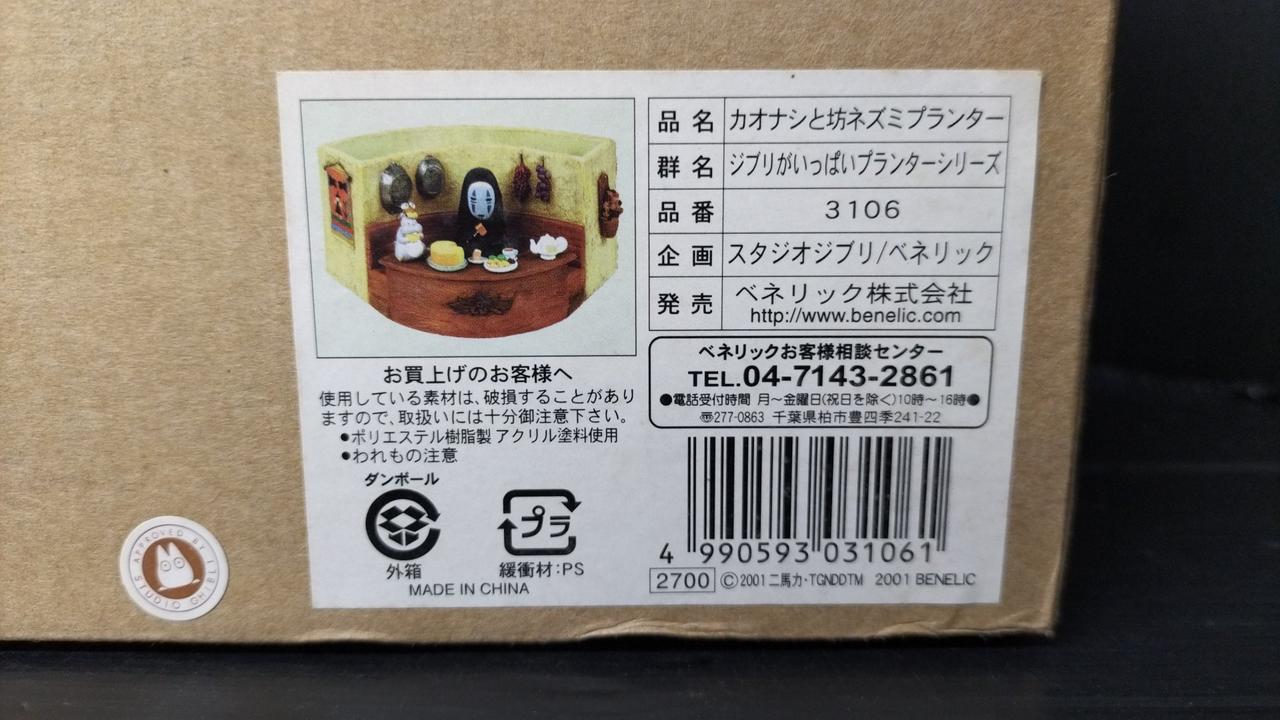 品名 カオナシと坊ネズミプランター
群名 ジブリがいっぱいプランターシリーズ
品番 3106
企画 スタジオジブリ/ベネリック
発売 ベネリック株式会社
http://www.benelic.com
ベネリックお客様相談センター
TEL.04-7143-2861
●電話受付時間 月～金曜日(祝日を除く)10時～16時●
〠277-0863 千葉県柏市豊四季241-22
お買上げのお客様へ
使用している素材は、破損することがあり
ますので、取扱いには十分御注意下さい。
●ポリエステル樹脂製 アクリル塗料使用
●われもの注意
ダンボール
外箱
プラ
緩衝材:PS
MADE IN CHINA
4 990593 031061
2700 ©2001 二馬力・TGNDDTM 2001 BENELIC
APPROVED BY
STUDIO GHIBLI